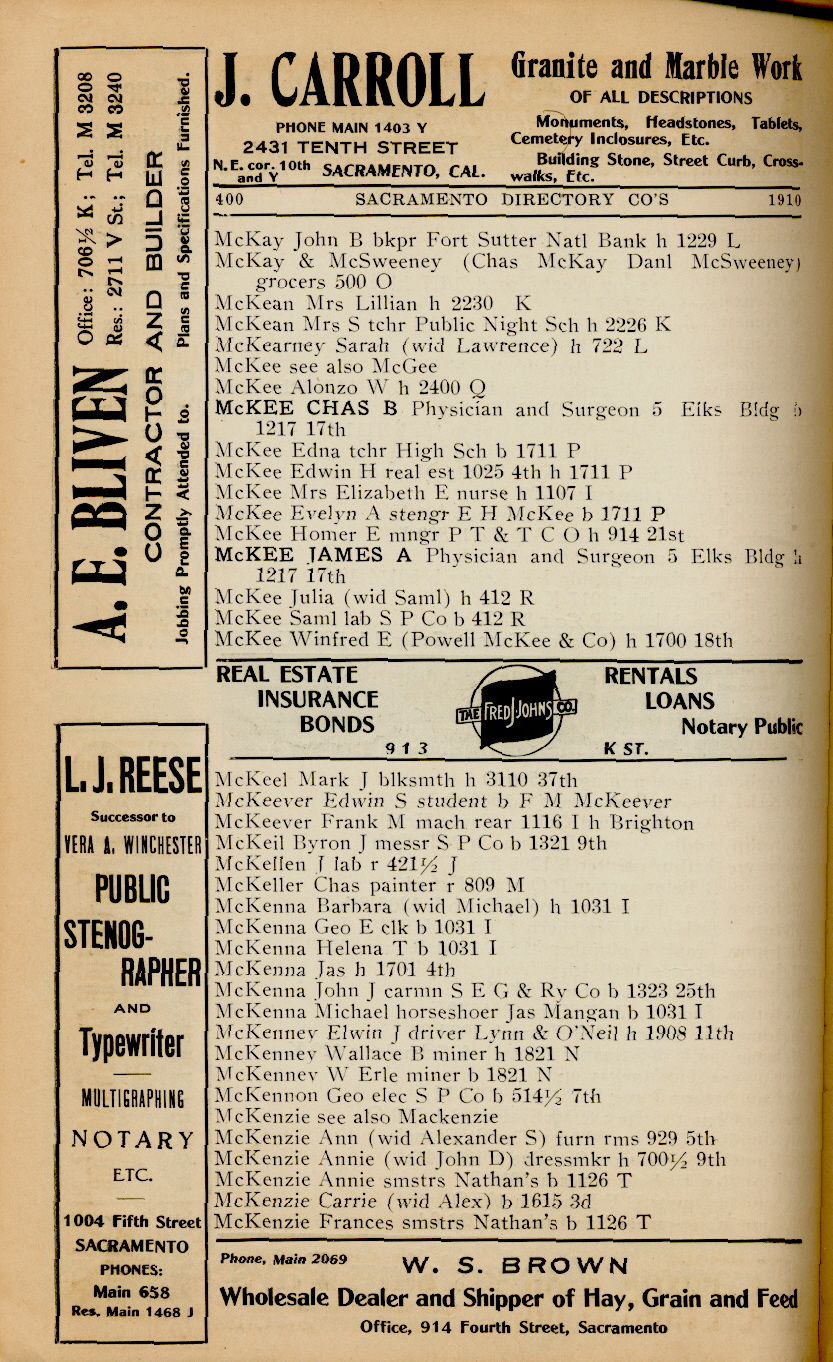 J. CARROLL
PHONE MAIN 1403 Y
2431 TENTH STREET
N.E. cor. 10th and Y SACRAMENTO, CAL.
Granite and Marble Work
OF ALL DESCRIPTIONS
Monuments, Headstones, Tablets,
Cemetery Inclosures, Etc.
Building Stone, Street Curb, Cross-
walks, Etc.
400 SACRAMENTO DIRECTORY CO'S 1910
McKay John B bkpr Fort Sutter Natl Bank h 1229 L
McKay & McSweeney (Chas McKay Danl McSweeney)
grocers 500 O
McKean Mrs Lillian h 2230 K
McKean Mrs S tchr Public Night Sch h 2226 K
McKearney Sarah (wid Lawrence) h 722 L
McKee see also McGee
McKee Alonzo W h 2400 Q
McKEE CHAS B Physician and Surgeon 5 Elks Bldg b
1217 17th
McKee Edna tchr High Sch b 1711 P
McKee Edwin H real est 1025 4th h 1711 P
McKee Mrs Elizabeth E nurse h 1107 I
McKee Evelyn A stengr E H McKee b 1711 P
McKee Homer E mngr P T & T C O h 914 21st
McKEE JAMES A Physician and Surgeon 5 Elks Bldg h
1217 17th
McKee Julia (wid Saml) h 412 R
McKee Saml lab S P Co b 412 R
McKee Winfred E (Powell McKee & Co) h 1700 18th
REAL ESTATE
INSURANCE
BONDS
913
THE FRED J. JOHNS CO.
RENTALS
LOANS
Notary Public
K ST.
McKeel Mark J blksmth h 3110 37th
McKeever Edwin S student b F M McKeever
McKeever Frank M mach rear 1116 I h Brighton
McKeil Byron J messr S P Co b 1321 9th
McKellen J lab r 421½ J
McKeller Chas painter r 809 M
McKenna Barbara (wid Michael) h 1031 I
McKenna Geo E clk b 1031 I
McKenna Helena T b 1031 I
McKenna Jas h 1701 4th
McKenna John J carmn S E G & Ry Co b 1323 25th
McKenna Michael horseshoer Jas Mangan b 1031 I
McKenney Elwin J driver Lynn & O'Neil h 1908 11th
McKenney Wallace B miner h 1821 N
McKenney W Erle miner b 1821 N
McKennon Geo elec S P Co b 514½ 7th
McKenzie see also Mackenzie
McKenzie Ann (wid Alexander S) furn rms 929 5th
McKenzie Annie (wid John D) dressmkr h 700½ 9th
McKenzie Annie smstrs Nathan's b 1126 T
McKenzie Carrie (wid Alex) b 1615 3d
McKenzie Frances smstrs Nathan's b 1126 T
Phone, Main 2069 W. S. BROWN
Wholesale Dealer and Shipper of Hay, Grain and Feed
Office, 914 Fourth Street, Sacramento
A. E. BLIVEN
Office: 706½ K; Tel. M 3208
Res.: 2711 V St.; Tel. M 3240
CONTRACTOR AND BUILDER
Jobbing Promptly Attended to. Plans and Specifications Furnished.
L. J. REESE
Successor to
VERA A. WINCHESTER
PUBLIC
STENOG-
RAPHER
AND
Typewriter
MULTIGRAPHING
NOTARY
ETC.
1004 Fifth Street
SACRAMENTO
PHONES:
Main 658
Res. Main 1468 J